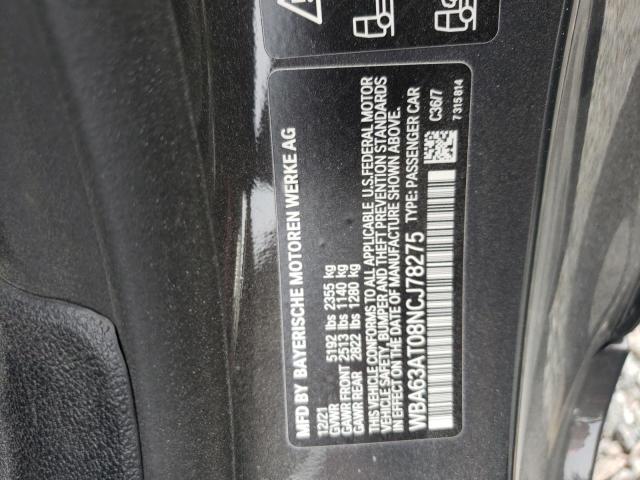 MFD BY BAYERISCHE MOTOREN WERKE AG
12/21
GVWR 5192 lbs 2355 kg
GAWR FRONT 2513 lbs 1140 kg
GAWR REAR 2822 lbs 1280 kg
THIS VEHICLE CONFORMS TO ALL APPLICABLE U.S.FEDERAL MOTOR
VEHICLE SAFETY, BUMPER AND THEFT PREVENTION STANDARDS
IN EFFECT ON THE DATE OF MANUFACTURE SHOWN ABOVE.
WBA63AT08NCJ78275 TYPE: PASSENGER CAR
C36/7
7 315 814